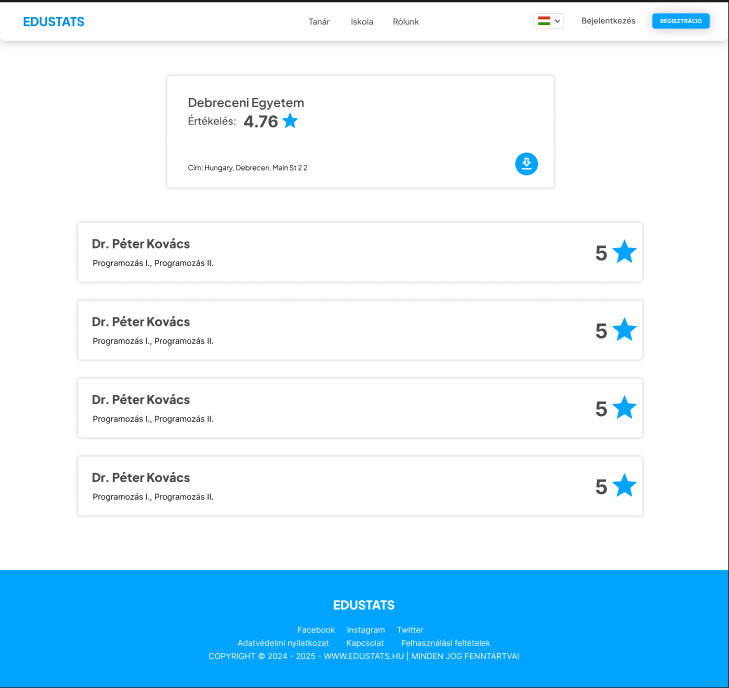 EDUSTATS Tanár Iskola Rólunk Bejelentkezés REGISZTRÁCIÓ
Debreceni Egyetem
Értékelés: 4.76
Cím: Hungary, Debrecen, Main St 2 2
Dr. Péter Kovács
Programozás I., Programozás II.
5
Dr. Péter Kovács
Programozás I., Programozás II.
5
Dr. Péter Kovács
Programozás I., Programozás II.
5
Dr. Péter Kovács
Programozás I., Programozás II.
5
EDUSTATS
Facebook Instagram Twitter
Adatvédelmi nyilatkozat Kapcsolat Felhasználási feltételek
COPYRIGHT © 2024 - 2025 - WWW.EDUSTATS.HU | MINDEN JOG FENNTARTVA!